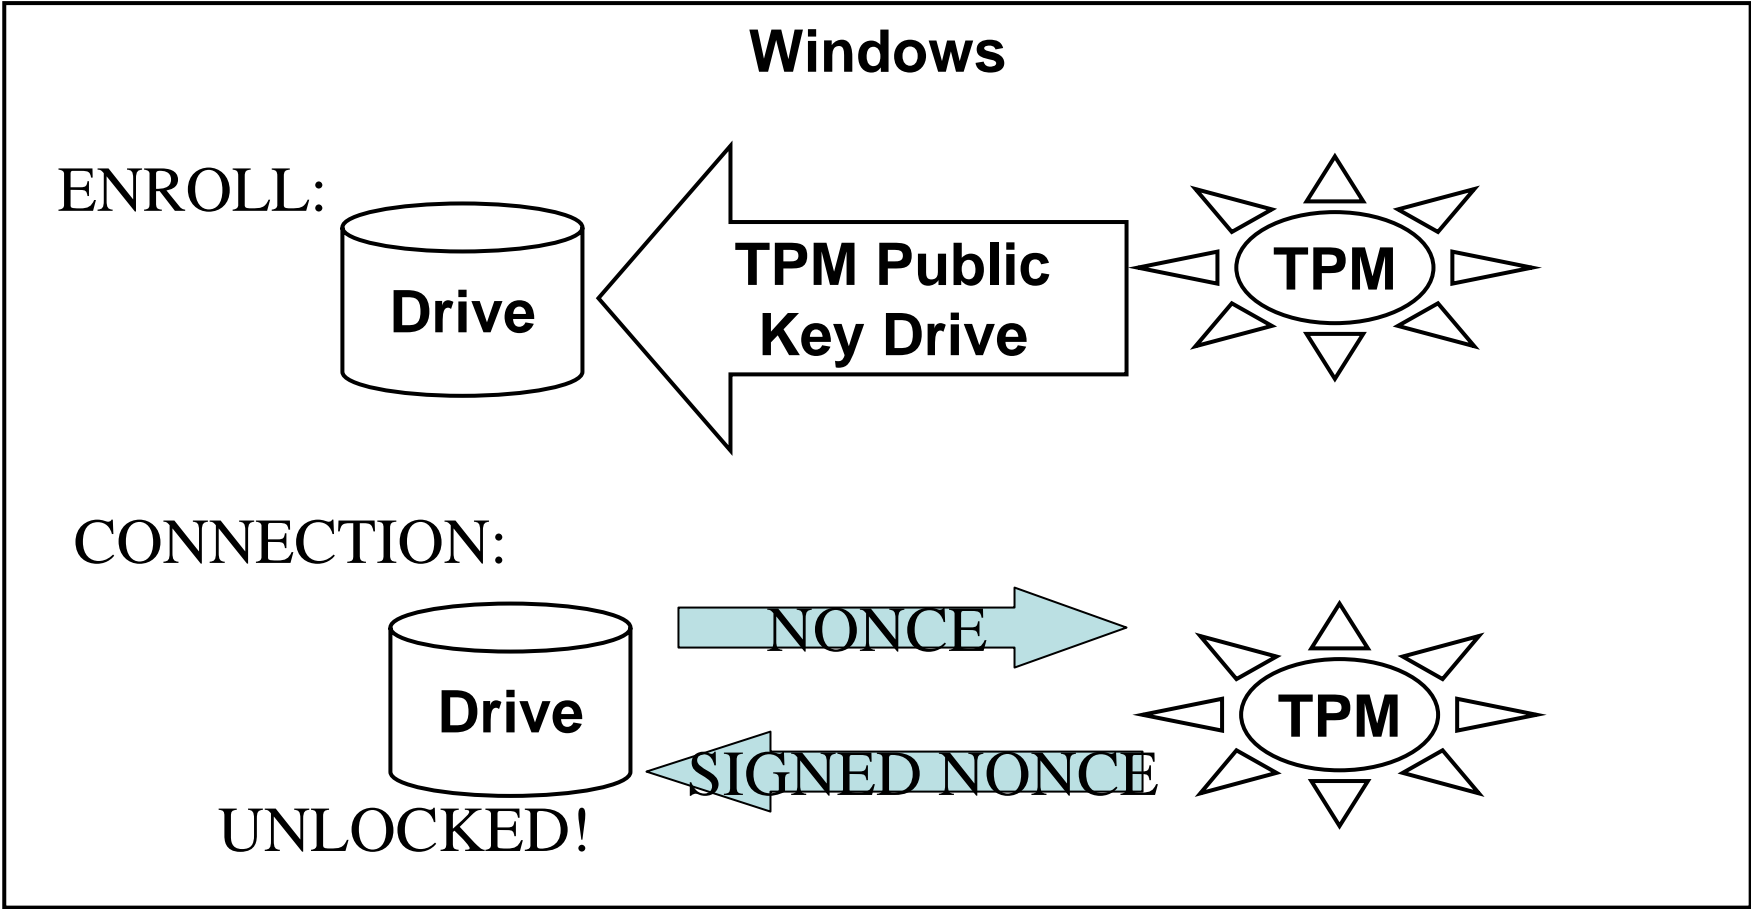 Windows
ENROLL:
Drive
TPM Public
Key Drive
TPM
CONNECTION:
NONCE
Drive
TPM
SIGNED NONCE
UNLOCKED!